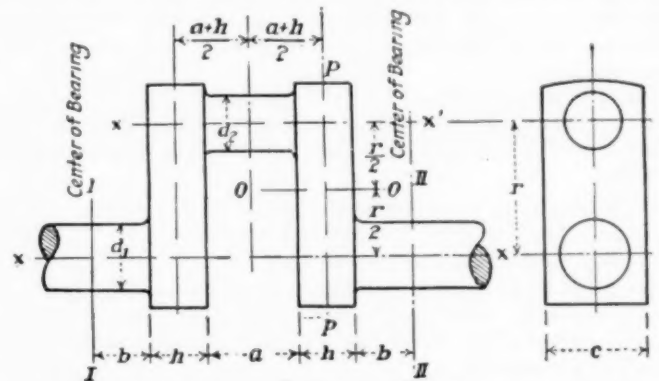 a+h
2
a+h
2
Center of Bearing
P
Center of Bearing
x
d₂
x'
r
2
r
I
O
O
II
r
2
x
d₁
x
P
b
h
a
h
b
c
I
II